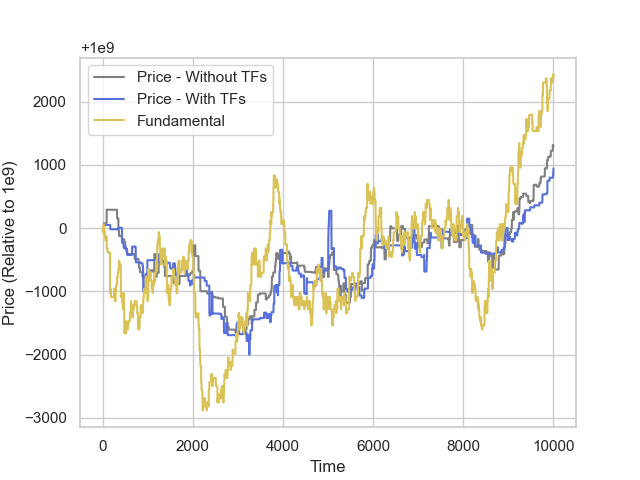 +1e9
Price - Without TFs
Price - With TFs
Fundamental
2000
1000
0
−1000
−2000
−3000
Price (Relative to 1e9)
0 2000 4000 6000 8000 10000
Time